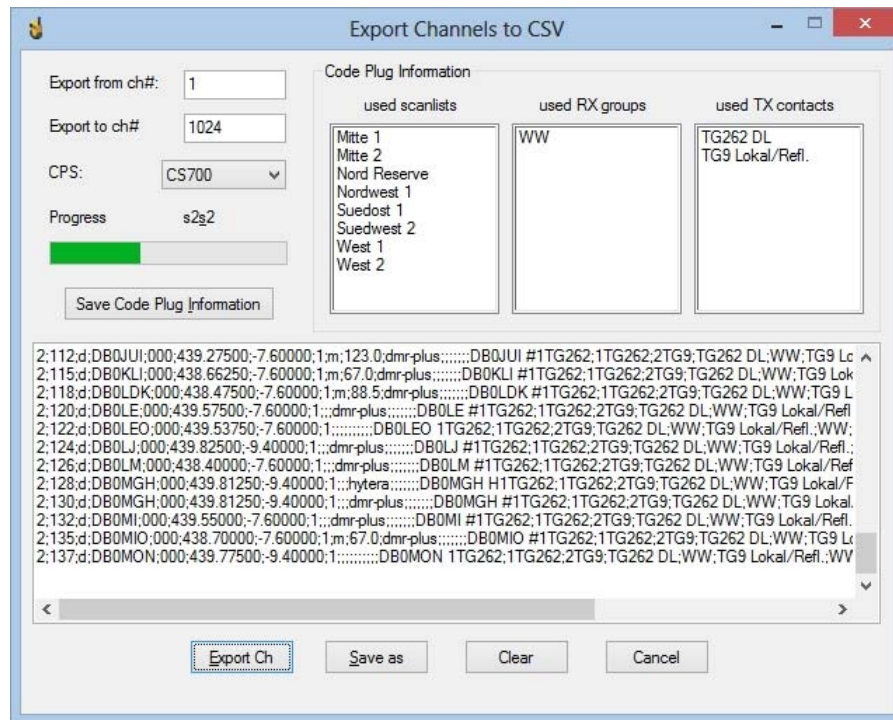 Export Channels to CSV
Export from ch#: 1
Export to ch# 1024
CPS: CS700
Progress s2s2
Save Code Plug Information
Code Plug Information
used scanlists
Mitte 1
Mitte 2
Nord Reserve
Nordwest 1
Suedost 1
Suedwest 2
West 1
West 2
used RX groups
WW
used TX contacts
TG262 DL
TG9 Lokal/Refl.
2;112;d;DB0JUI;000;439.27500;-7.60000;1;m;123.0;dmr-plus;;;;;;;DB0JUI #1TG262;1TG262;2TG9;TG262 DL;WW;TG9 Lo
2;115;d;DB0KLI;000;438.66250;-7.60000;1;m;67.0;dmr-plus;;;;;;;DB0KLI #1TG262;1TG262;2TG9;TG262 DL;WW;TG9 Lok
2;118;d;DB0LDK;000;438.47500;-7.60000;1;m;88.5;dmr-plus;;;;;;;DB0LDK #1TG262;1TG262;2TG9;TG262 DL;WW;TG9 L
2;120;d;DB0LE;000;439.57500;-7.60000;1;;;dmr-plus;;;;;;;DB0LE #1TG262;1TG262;2TG9;TG262 DL;WW;TG9 Lokal/Refl
2;122;d;DB0LEO;000;439.53750;-7.60000;1;;;;;;;;;;DB0LEO 1TG262;1TG262;2TG9;TG262 DL;WW;TG9 Lokal/Refl.;WW;
2;124;d;DB0LJ;000;439.82500;-9.40000;1;;;dmr-plus;;;;;;;DB0LJ #1TG262;1TG262;2TG9;TG262 DL;WW;TG9 Lokal/Refl.;
2;126;d;DB0LM;000;438.40000;-7.60000;1;;;dmr-plus;;;;;;;DB0LM #1TG262;1TG262;2TG9;TG262 DL;WW;TG9 Lokal/Ref
2;128;d;DB0MGH;000;439.81250;-9.40000;1;;;hytera;;;;;;;DB0MGH H1TG262;1TG262;2TG9;TG262 DL;WW;TG9 Lokal/F
2;130;d;DB0MGH;000;439.81250;-9.40000;1;;;dmr-plus;;;;;;;DB0MGH #1TG262;1TG262;2TG9;TG262 DL;WW;TG9 Lokal.
2;132;d;DB0MI;000;439.55000;-7.60000;1;;;dmr-plus;;;;;;;DB0MI #1TG262;1TG262;2TG9;TG262 DL;WW;TG9 Lokal/Refl.
2;135;d;DB0MIO;000;438.70000;-7.60000;1;m;67.0;dmr-plus;;;;;;;DB0MIO #1TG262;1TG262;2TG9;TG262 DL;WW;TG9 Lo
2;137;d;DB0MON;000;439.77500;-9.40000;1;;;;;;;;;;DB0MON 1TG262;1TG262;2TG9;TG262 DL;WW;TG9 Lokal/Refl.;WW
Export Ch
Save as
Clear
Cancel